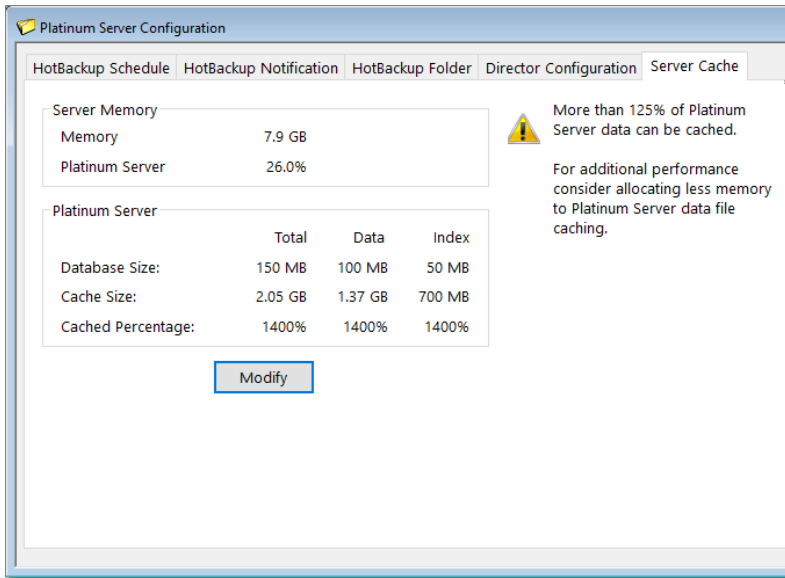 Platinum Server Configuration
HotBackup Schedule HotBackup Notification HotBackup Folder Director Configuration Server Cache
Server Memory
Memory 7.9 GB
Platinum Server 26.0%
Platinum Server
Total Data Index
Database Size: 150 MB 100 MB 50 MB
Cache Size: 2.05 GB 1.37 GB 700 MB
Cached Percentage: 1400% 1400% 1400%
Modify
More than 125% of Platinum
Server data can be cached.
For additional performance
consider allocating less memory
to Platinum Server data file
caching.